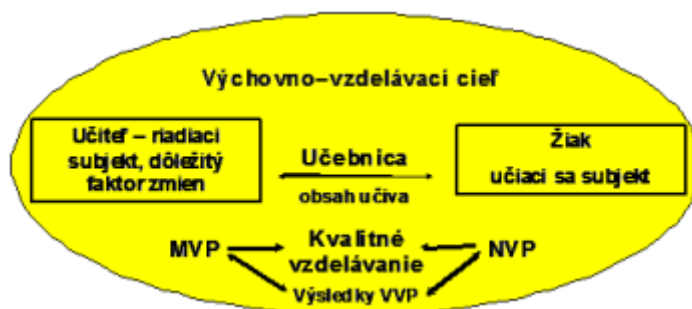 Výchovno–vzdelávací cieľ
Učiteľ – riadiaci
subjekt, dôležitý
faktor zmien
Učebnica
obsah učiva
Žiak
učiaci sa subjekt
MVP
Kvalitné
vzdelávanie
NVP
Výsledky VVP